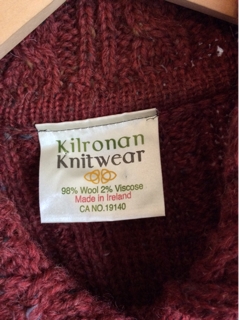 Kilronan
Knitwear
98% Wool 2% Viscose
Made in Ireland
CA NO.19140